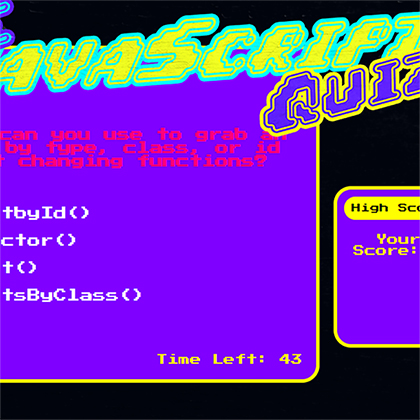 JAVASCRIPT
QUIZ
can you use to grab
by type, class, or id
t changing functions?
tbyId()
ctor()
t()
tsByClass()
Time Left: 43
High Sco
Your
Score: